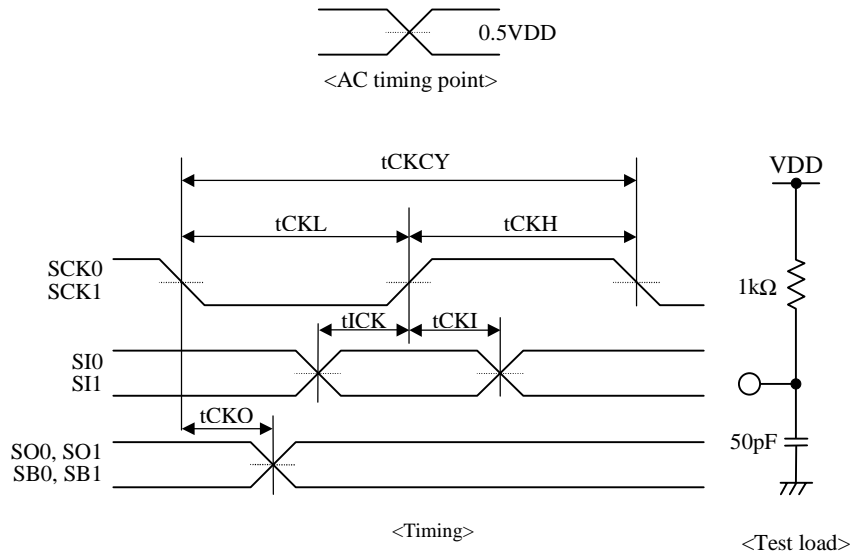 0.5VDD
<AC timing point>
tCKCY
VDD
tCKL
tCKH
SCK0
SCK1
1kΩ
tICK
tCKI
SI0
SI1
tCKO
SO0, SO1
SB0, SB1
50pF
<Timing>
<Test load>